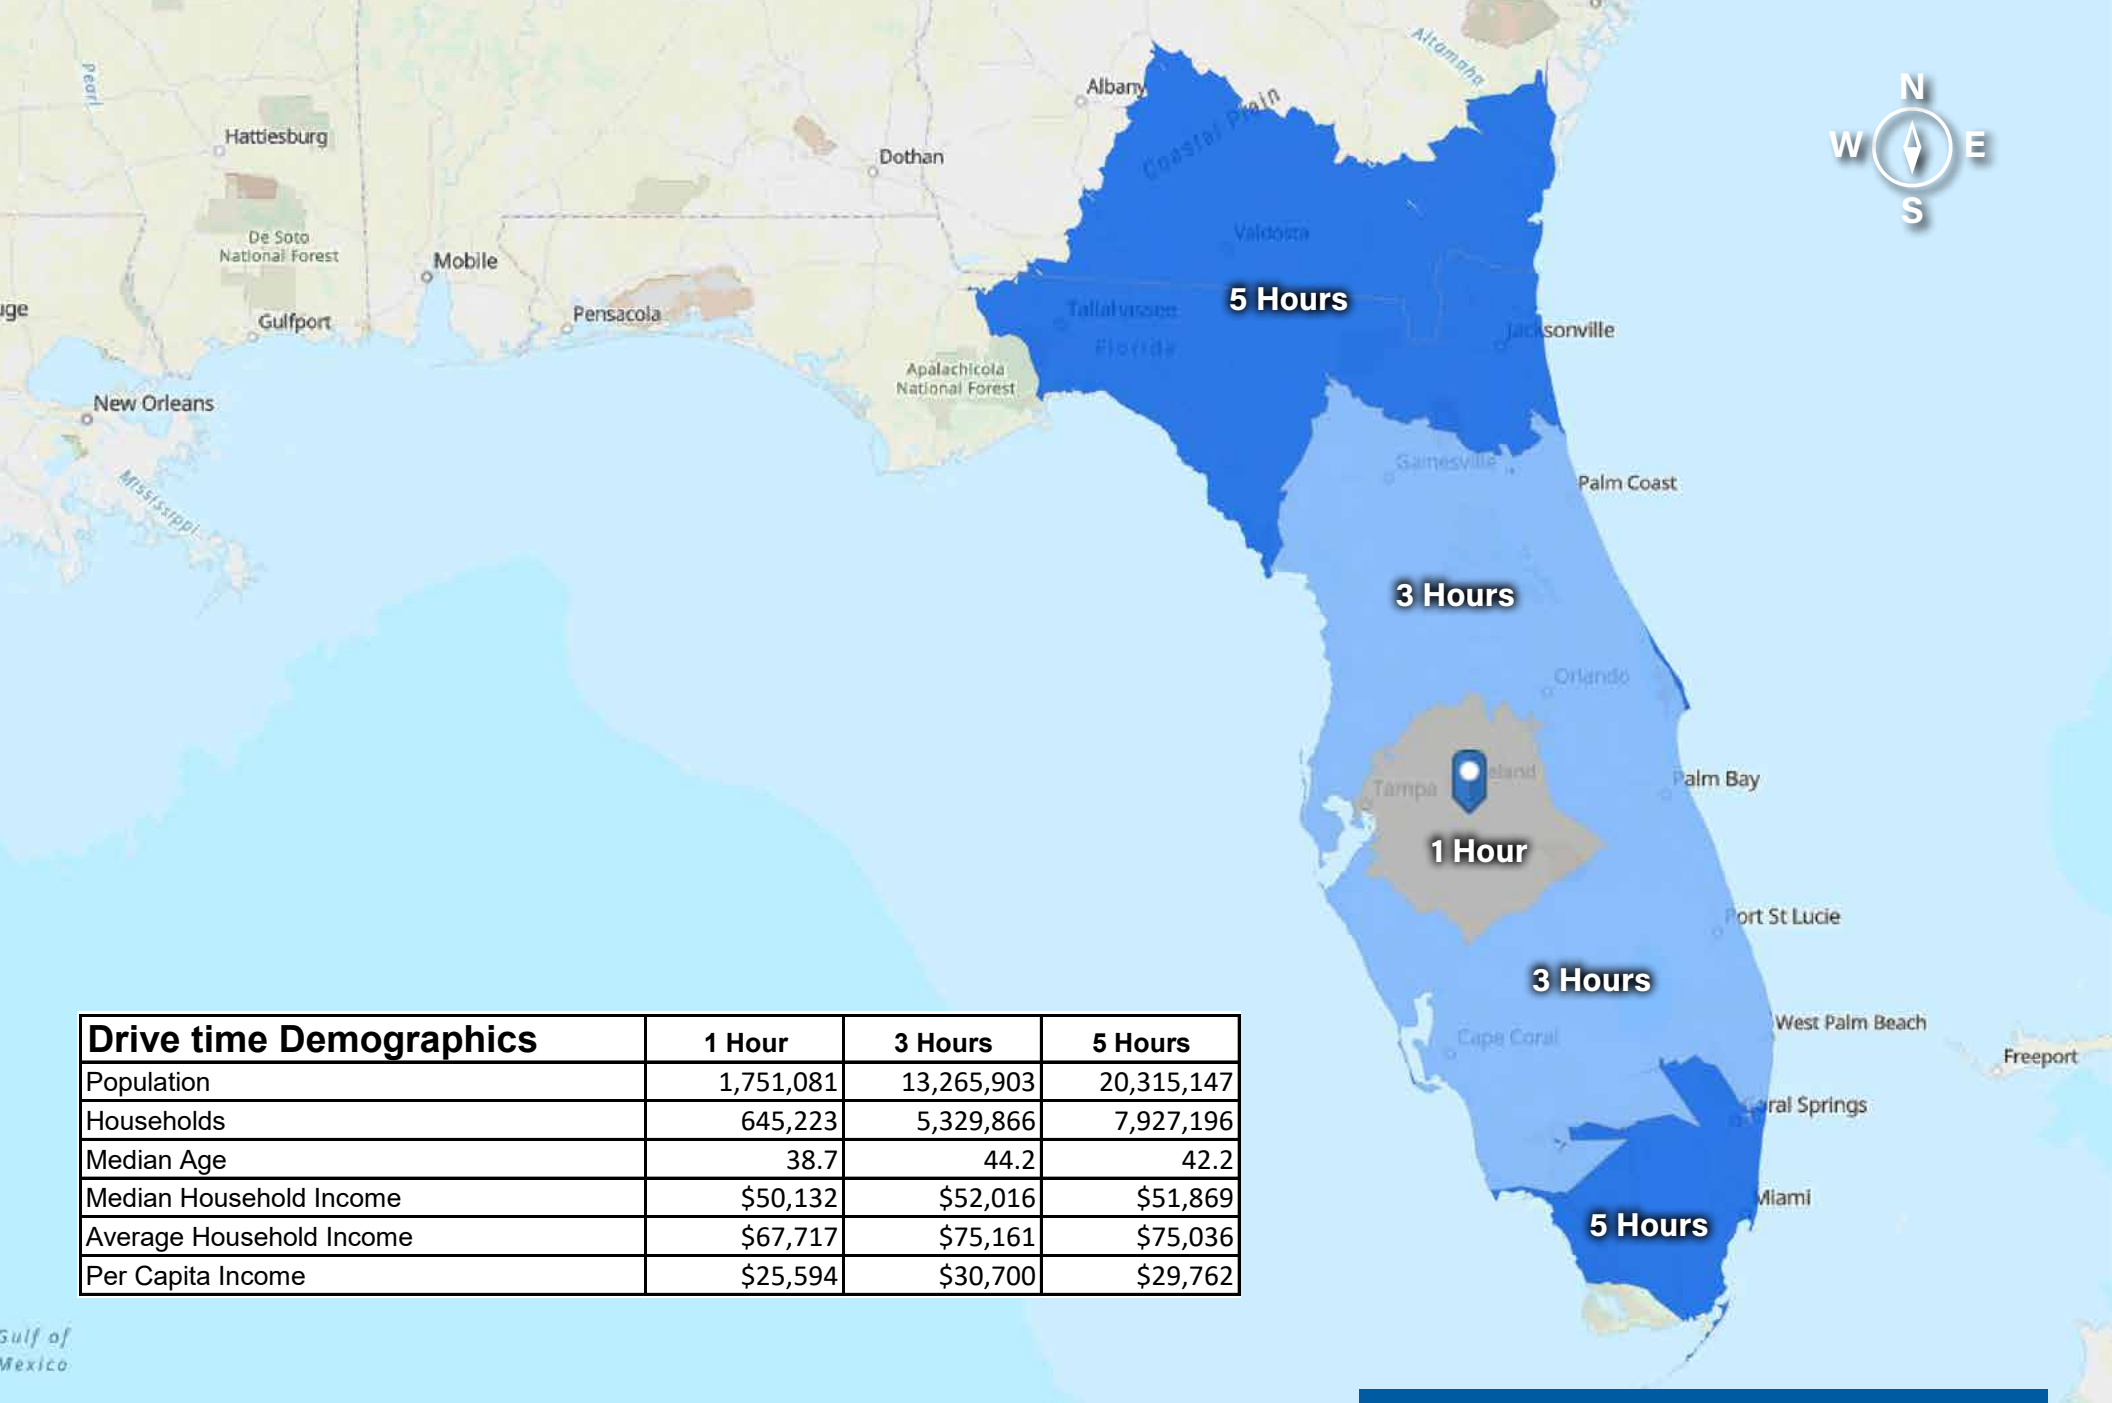 Altamaha
Pearl
N
W E
S
Albany
Coastal Plain
Hattiesburg
Dothan
De Soto
National Forest
Valdosta
Mobile
5 Hours
Tallahassee
Florida
Gulfport
Pensacola
Jacksonville
Apalachicola
National Forest
New Orleans
Mississippi
Gainesville
Palm Coast
3 Hours
Orlando
Tampa
eland
Palm Bay
1 Hour
Port St Lucie
3 Hours
West Palm Beach
Cape Coral
Freeport
Coral Springs
Miami
5 Hours
Drive time Demographics 1 Hour 3 Hours 5 Hours
Population 1,751,081 13,265,903 20,315,147
Households 645,223 5,329,866 7,927,196
Median Age 38.7 44.2 42.2
Median Household Income $50,132 $52,016 $51,869
Average Household Income $67,717 $75,161 $75,036
Per Capita Income $25,594 $30,700 $29,762
Gulf of
Mexico